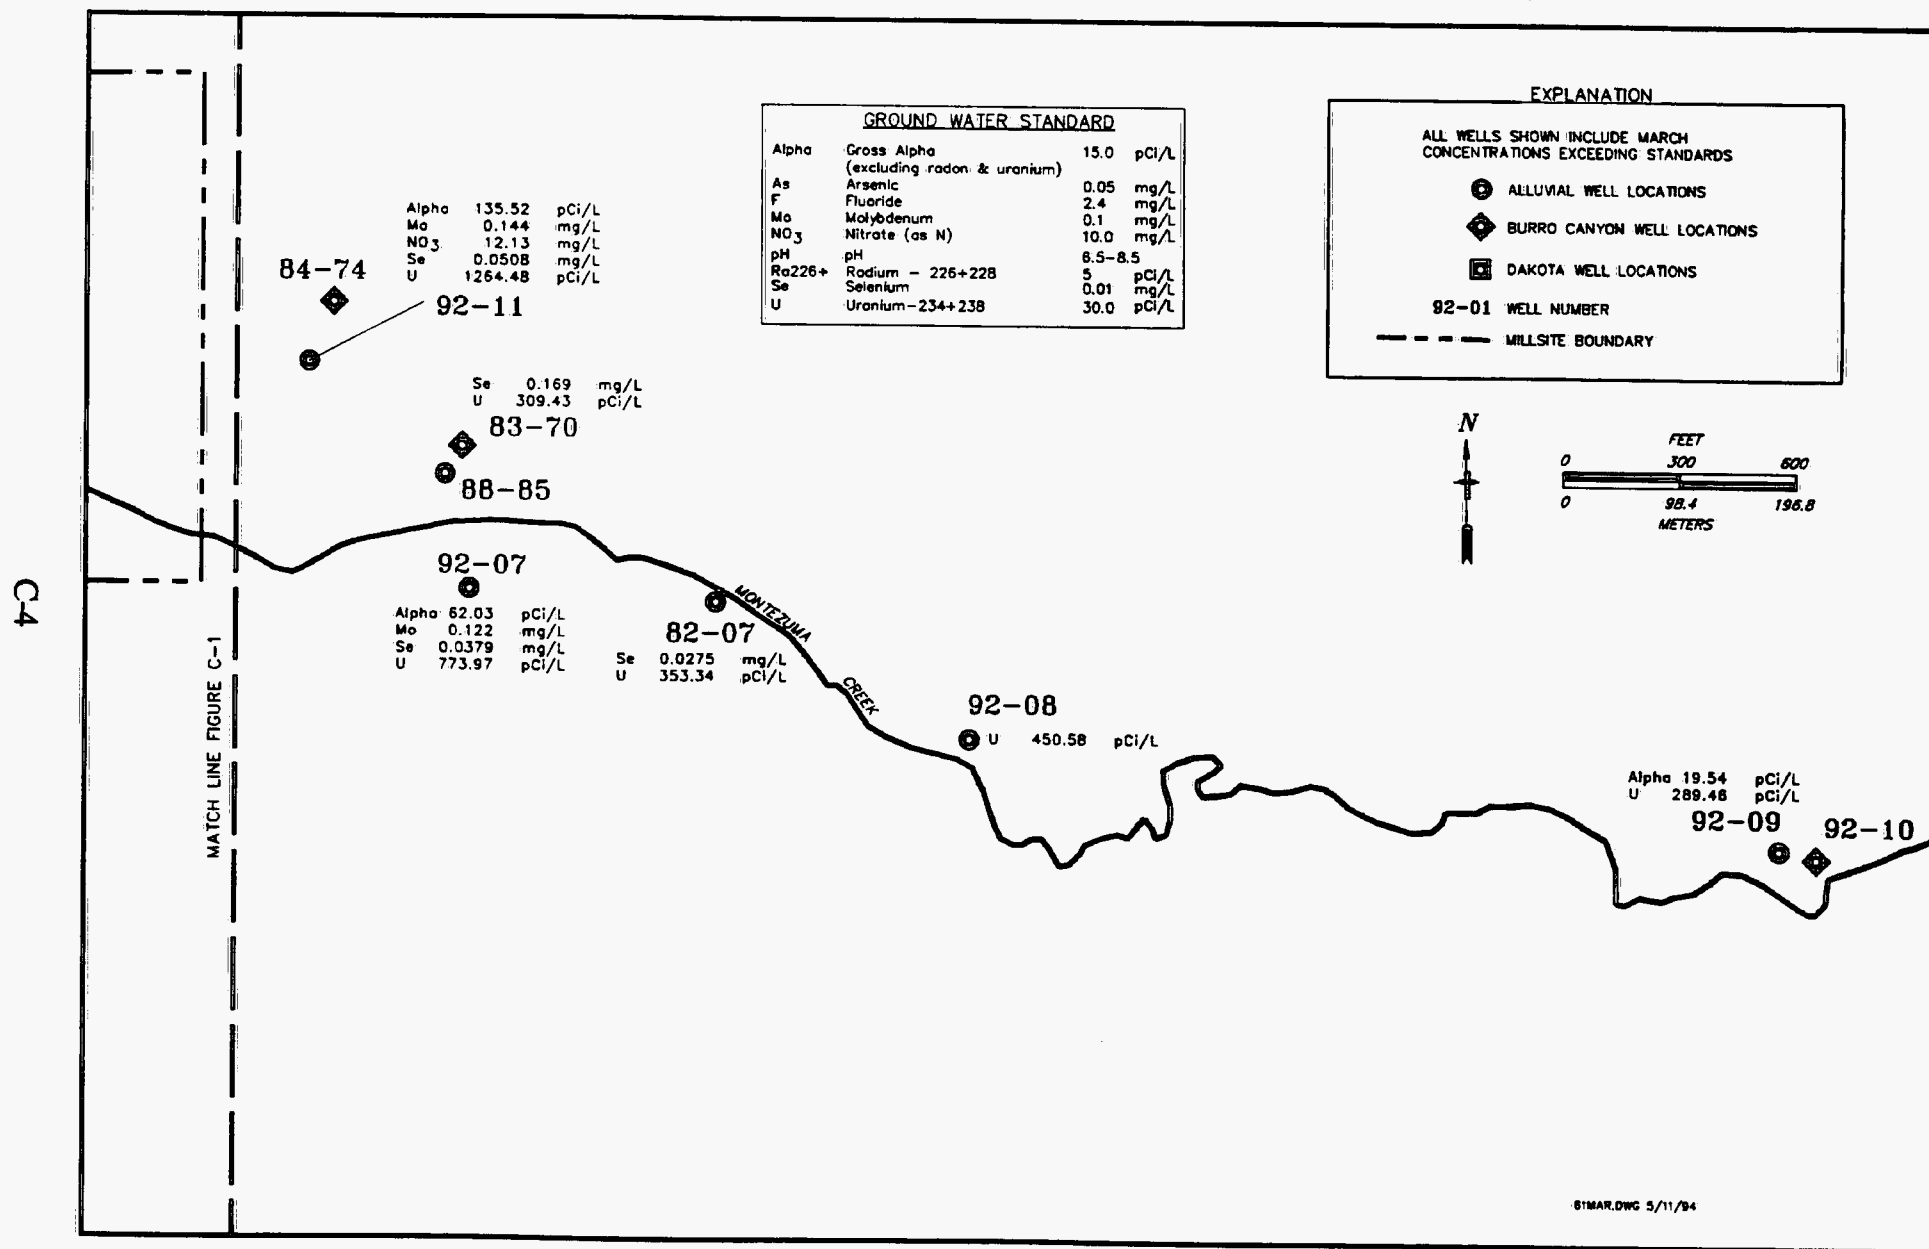 EXPLANATION
ALL WELLS SHOWN INCLUDE MARCH
CONCENTRATIONS EXCEEDING STANDARDS
ALLUVIAL WELL LOCATIONS
BURRO CANYON WELL LOCATIONS
DAKOTA WELL LOCATIONS
92-01 WELL NUMBER
MILLSITE BOUNDARY
GROUND WATER STANDARD
Alpha Gross Alpha 15.0 pCi/L
(excluding radon & uranium)
As Arsenic 0.05 mg/L
F Fluoride 2.4 mg/L
Mo Molybdenum 0.1 mg/L
NO3 Nitrate (as N) 10.0 mg/L
pH pH 6.5-8.5
Ra226+ Radium - 226+228 5 pCi/L
Se Selenium 0.01 mg/L
U Uranium-234+238 30.0 pCi/L
Alpha 135.52 pCi/L
Mo 0.144 mg/L
NO3 12.13 mg/L
Se 0.0508 mg/L
U 1264.48 pCi/L
84-74
92-11
Se 0.169 mg/L
U 309.43 pCi/L
83-70
88-85
N
FEET
0 300 600
0 98.4 196.8
METERS
92-07
Alpha 62.03 pCi/L
Mo 0.122 mg/L
Se 0.0379 mg/L
U 773.97 pCi/L
82-07
Se 0.0275 mg/L
U 353.34 pCi/L
MONTEZUMA
CREEK
92-08
U 450.58 pCi/L
Alpha 19.54 pCi/L
U 289.46 pCi/L
92-09
92-10
MATCH LINE FIGURE C-1
C-4
61MAR.DWG 5/11/94